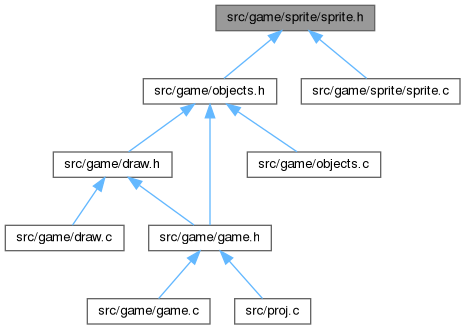 src/game/sprite/sprite.h
src/game/objects.h
src/game/sprite/sprite.c
src/game/draw.h
src/game/objects.c
src/game/draw.c
src/game/game.h
src/game/game.c
src/proj.c